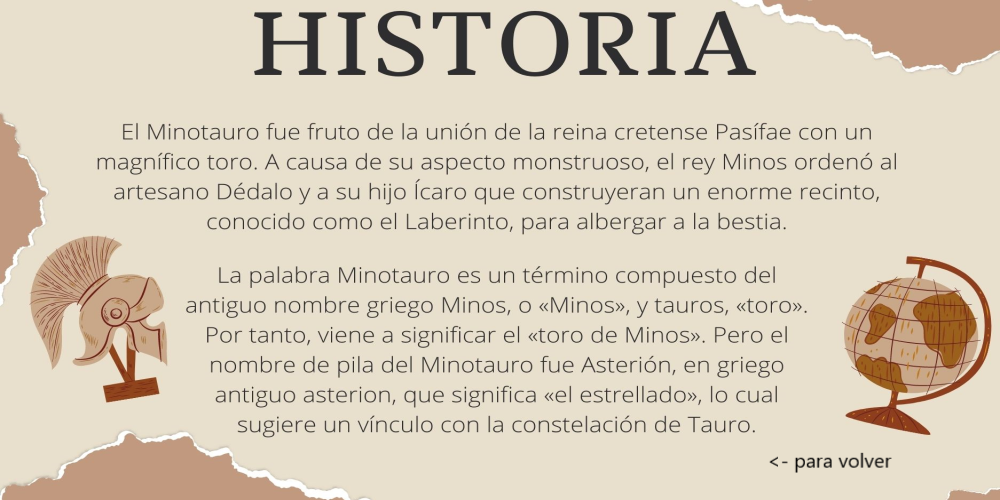 HISTORIA
El Minotauro fue fruto de la unión de la reina cretense Pasífae con un
magnífico toro. A causa de su aspecto monstruoso, el rey Minos ordenó al
artesano Dédalo y a su hijo Ícaro que construyeran un enorme recinto,
conocido como el Laberinto, para albergar a la bestia.
La palabra Minotauro es un término compuesto del
antiguo nombre griego Minos, o «Minos», y tauros, «toro».
Por tanto, viene a significar el «toro de Minos». Pero el
nombre de pila del Minotauro fue Asterión, en griego
antiguo asterion, que significa «el estrellado», lo cual
sugiere un vínculo con la constelación de Tauro.
<- para volver